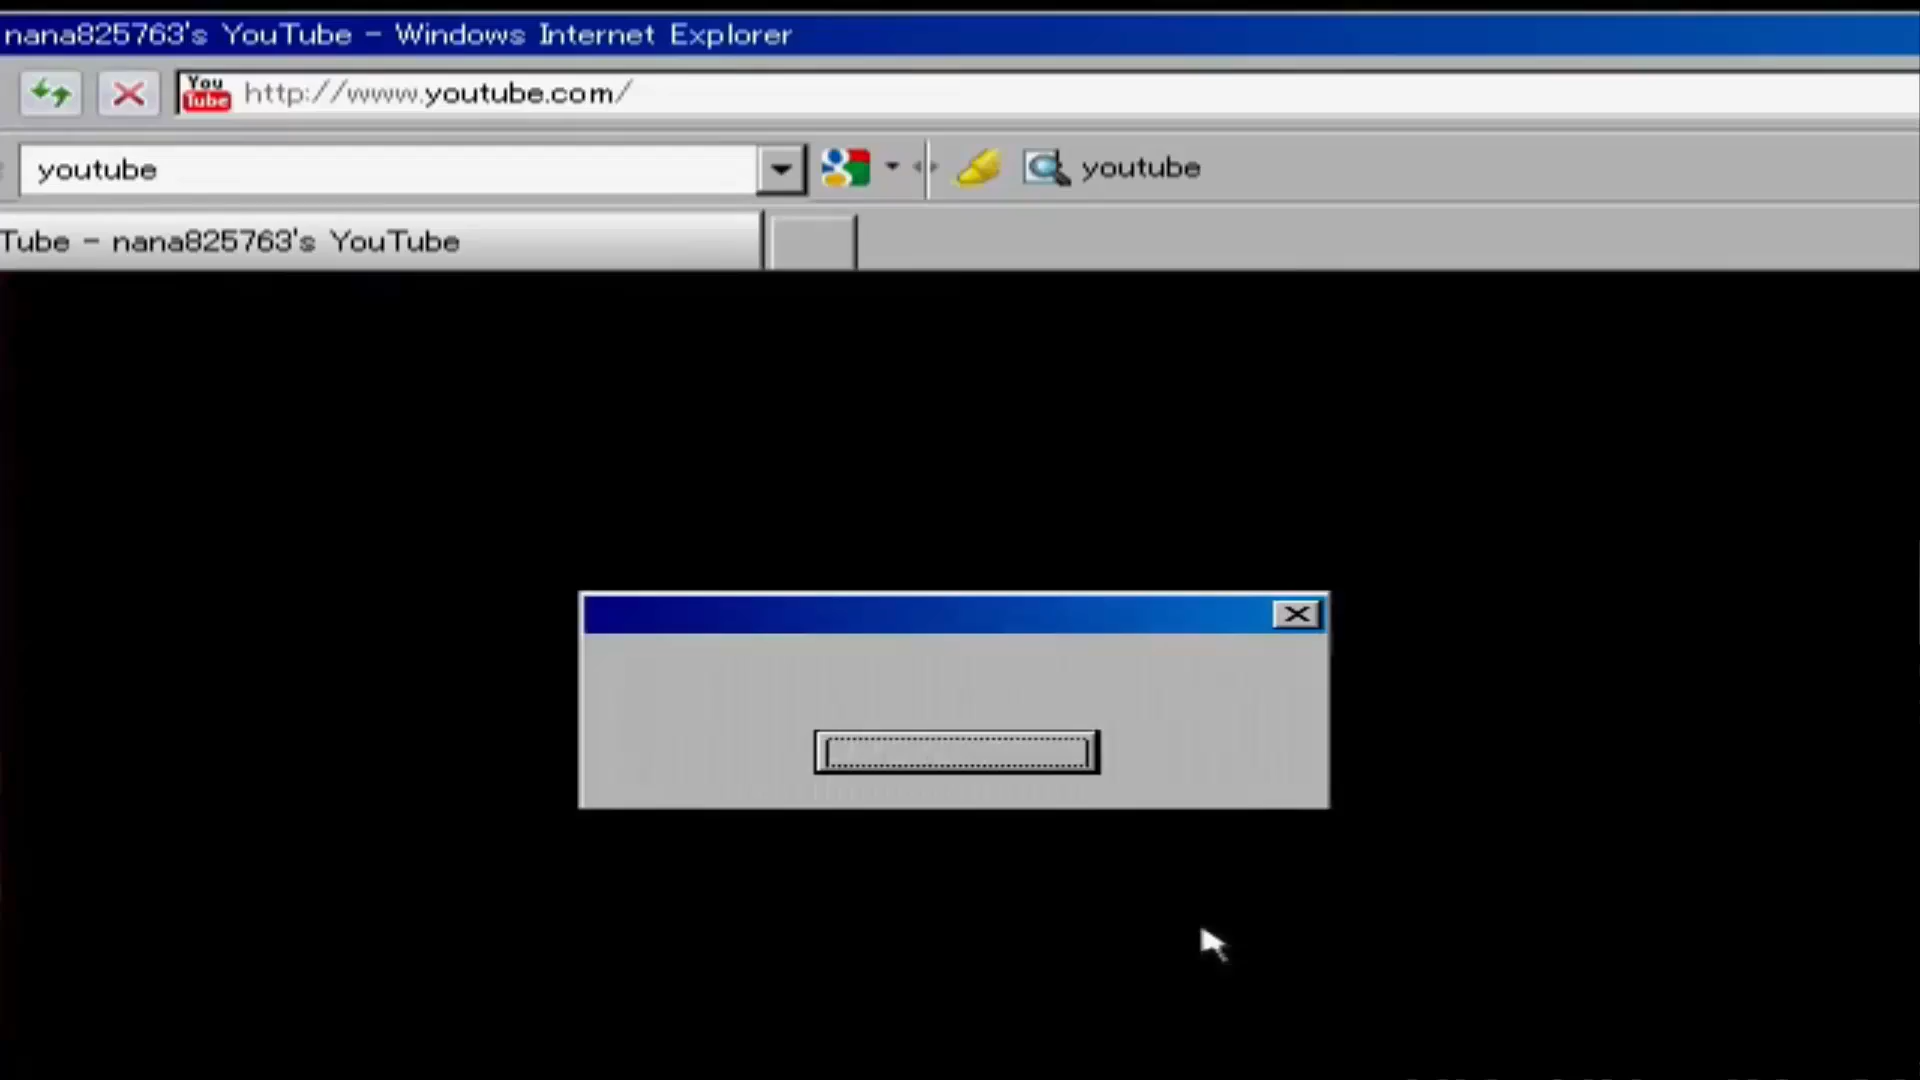 nana825763's YouTube - Windows Internet Explorer
You
Tube
http://www.youtube.com/
youtube
youtube
Tube - nana825763's YouTube